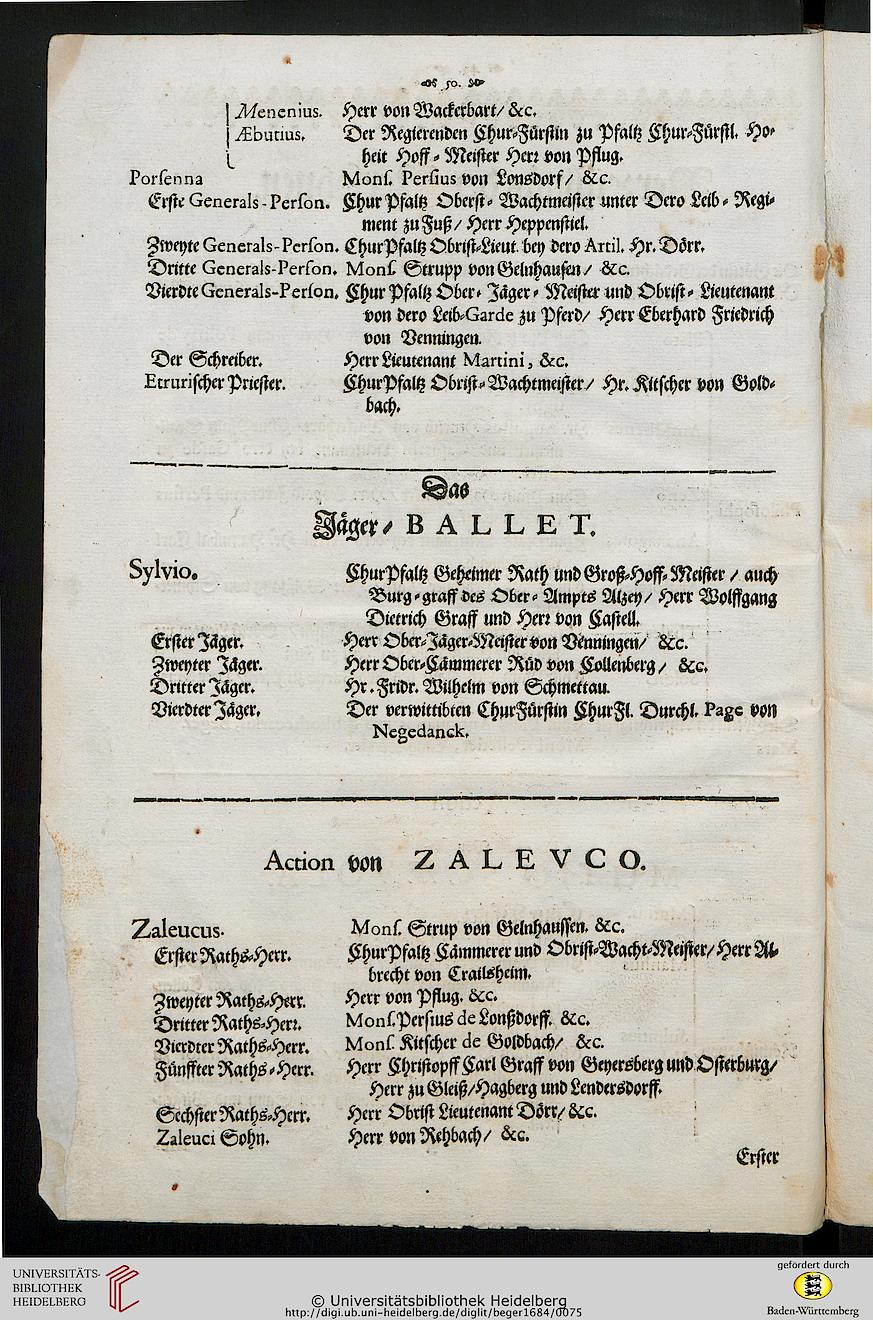 50.
Menenius. Herr von Wackerbart/ &c.
Æbutius. Der Regierenden Chur-Fürstin zu Pfaltz Chur-Fürstl. Ho-
heit Hoff-Meister Herr von Pflug.
Porsenna Mons. Persius von Lonsdorf/ &c.
Erste Generals-Person. Chur Pfaltz Oberst-Wachtmeister unter Dero Leib-Regi-
ment zu Fuß/ Herr Heppenstiel.
Zweyte Generals-Person. ChurPfaltz Obrist-Lieut. bey dero Artil. Hr. Dörr.
Dritte Generals-Person. Mons. Strupp von Gelnhausen/ &c.
Vierdte Generals-Person. Chur Pfaltz Ober-Jäger-Meister und Obrist-Lieutenant
von dero Leib-Garde zu Pferd/ Herr Eberhard Friedrich
von Venningen.
Der Schreiber. Herr Lieutenant Martini, &c.
Etrurischer Priester. ChurPfaltz Obrist-Wachtmeister/ Hr. Kitscher von Gold-
bach.
Das
Jäger-BALLET.
Sylvio. ChurPfaltz Geheimer Rath und Groß-Hoff-Meister/ auch
Burg-graff des Ober-Ampts Alzey/ Herr Wolffgang
Dietrich Graff und Herr von Castell.
Erster Jäger. Herr Ober-Jäger-Meister von Venningen/ &c.
Zweyter Jäger. Herr Ober-Cämmerer Rüd von Collenberg/ &c.
Dritter Jäger. Hr. Fridr. Wilhelm von Schmettau.
Vierdter Jäger. Der verwittibten ChurFürstin ChurFl. Durchl. Page von
Negedanck.
Action von ZALEVCO.
Zaleucus. Mons. Strup von Gelnhaussen. &c.
Erster Raths-Herr. ChurPfaltz Cämmerer und Obrist-Wacht-Meister/ Herr Al-
brecht von Crailsheim.
Zweyter Raths-Herr. Herr von Pflug. &c.
Dritter Raths-Herr. Mons. Persius de Lonßdorff. &c.
Vierdter Raths-Herr. Mons. Kitscher de Goldbach/ &c.
Fünffter Raths-Herr. Herr Christopff Carl Graff von Geyersberg und Osterburg/
Herr zu Gleiß/ Hagberg und Lendersdorff.
Sechster Raths-Herr. Herr Obrist Lieutenant Dörr/ &c.
Zaleuci Sohn. Herr von Rehbach/ &c.
Erster
UNIVERSITÄTS-
BIBLIOTHEK
HEIDELBERG
© Universitätsbibliothek Heidelberg
http://digi.ub.uni-heidelberg.de/diglit/beger1684/0075
gefördert durch
Baden-Württemberg